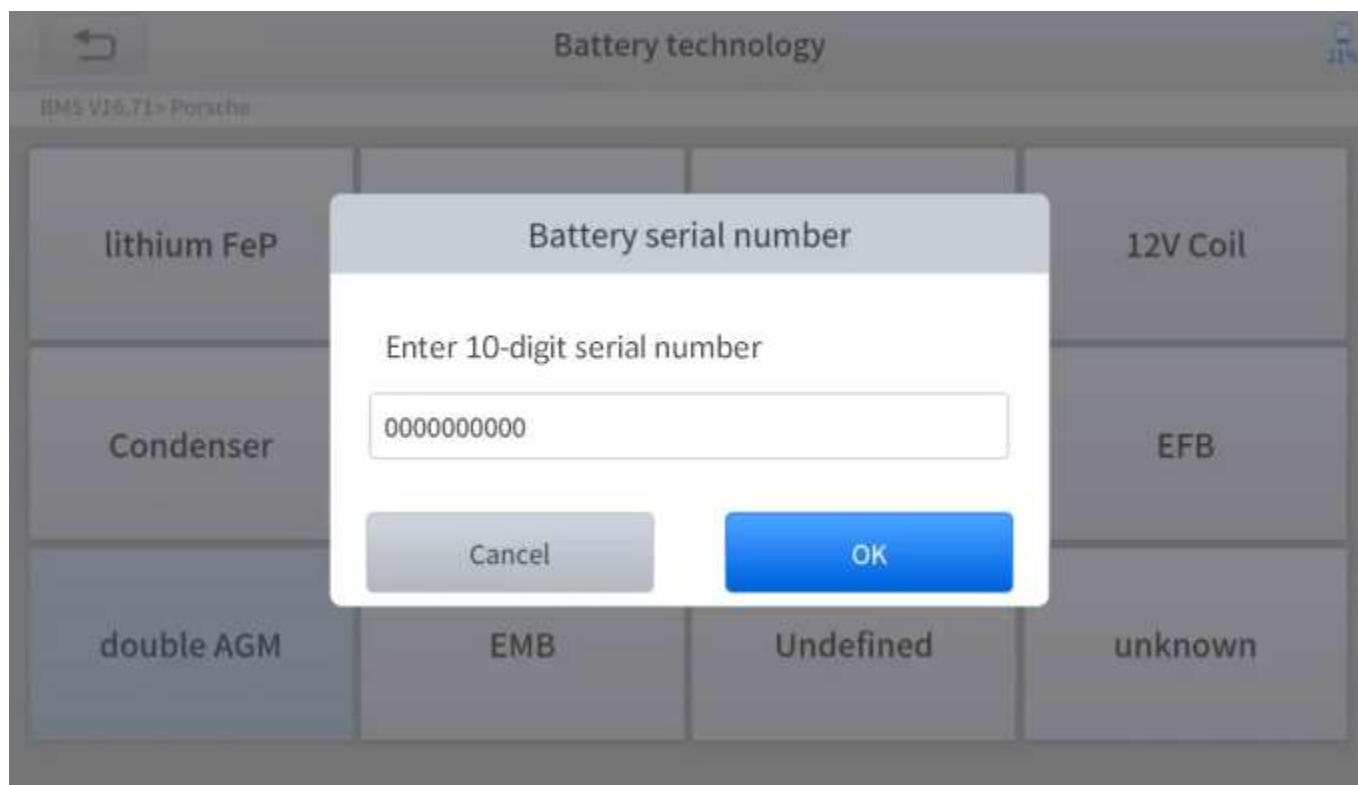 Battery technology
21%
BMS V16.71> Porsche
lithium FeP
12V Coil
Battery serial number
Enter 10-digit serial number
0000000000
Cancel
OK
Condenser
EFB
double AGM
EMB
Undefined
unknown